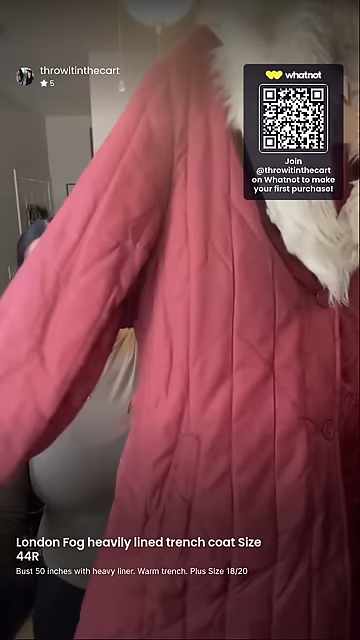 throwitinthecart
★ 5
whatnot
Join
@throwitinthecart
on Whatnot to make
your first purchase!
London Fog heavily lined trench coat Size
44R
Bust 50 inches with heavy liner. Warm trench. Plus Size 18/20